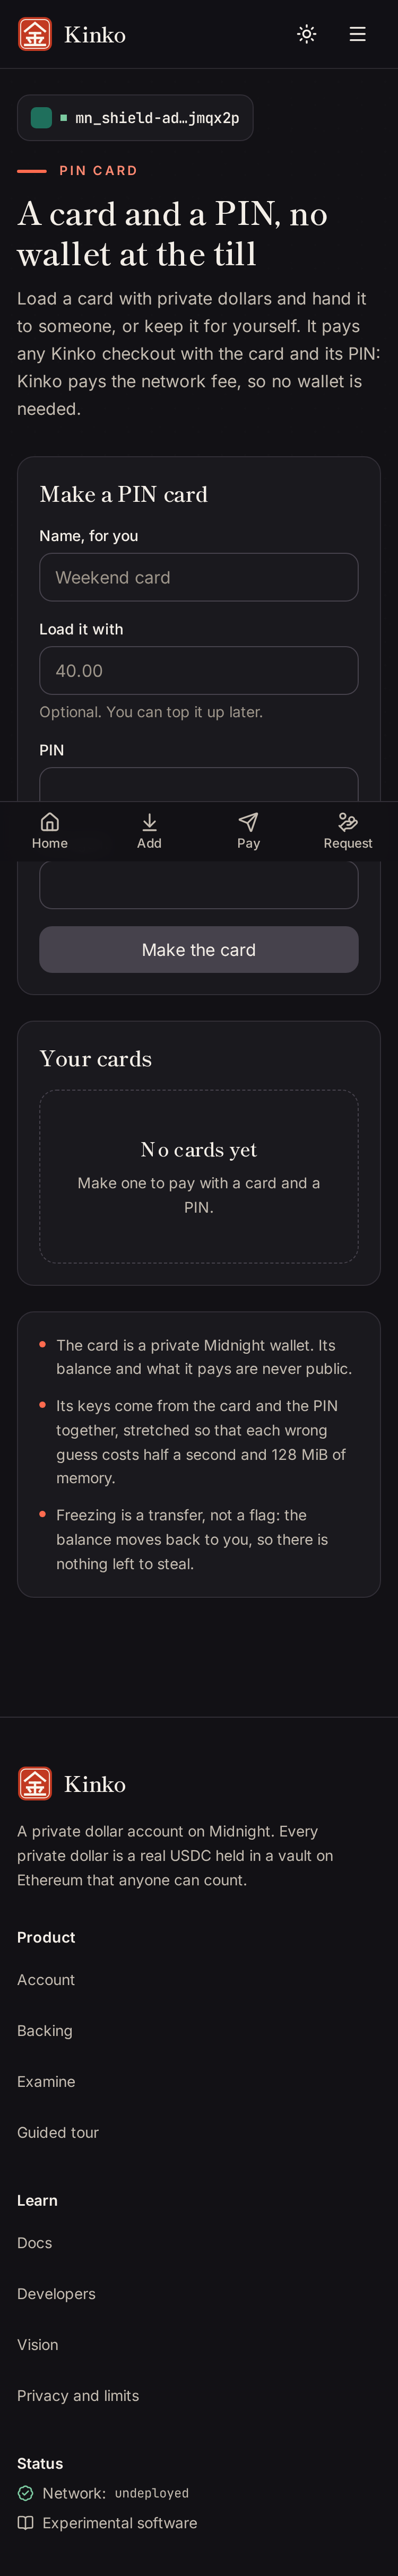 金 Kinko
mn_shield-ad…jmqx2p
PIN CARD
A card and a PIN, no
wallet at the till
Load a card with private dollars and hand it
to someone, or keep it for yourself. It pays
any Kinko checkout with the card and its PIN:
Kinko pays the network fee, so no wallet is
needed.
Make a PIN card
Name, for you
Weekend card
Load it with
40.00
Optional. You can top it up later.
PIN
Home Add Pay Request
Make the card
Your cards
No cards yet
Make one to pay with a card and a
PIN.
The card is a private Midnight wallet. Its
balance and what it pays are never public.
Its keys come from the card and the PIN
together, stretched so that each wrong
guess costs half a second and 128 MiB of
memory.
Freezing is a transfer, not a flag: the
balance moves back to you, so there is
nothing left to steal.
金 Kinko
A private dollar account on Midnight. Every
private dollar is a real USDC held in a vault on
Ethereum that anyone can count.
Product
Account
Backing
Examine
Guided tour
Learn
Docs
Developers
Vision
Privacy and limits
Status
Network: undeployed
Experimental software